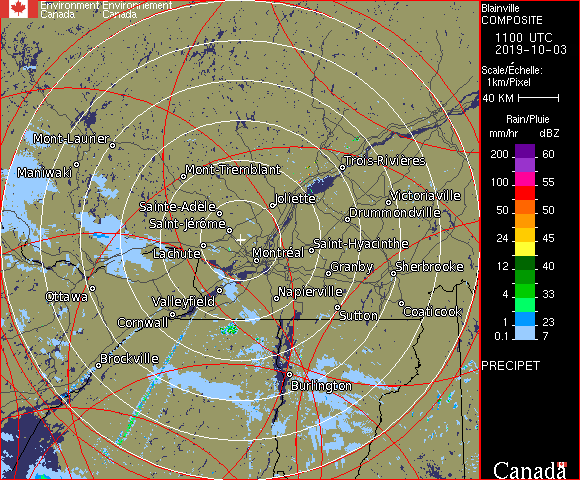 Environment Environnement
Canada Canada
Blainville
COMPOSITE
1100 UTC
2019-10-03
Scale/Échelle:
1km/Pixel
40 KM
Rain/Pluie
mm/hr dBZ
200 60
100 55
50 50
24 45
12 40
4 33
1 23
0.1 7
PRECIPET
Mont-Laurier
Maniwaki
Mont-Tremblant
Trois-Rivières
Sainte-Adèle
Joliette
Victoriaville
Saint-Jérôme
Drummondville
Lachute
Montréal
Saint-Hyacinthe
Granby
Sherbrooke
Ottawa
Valleyfield
Napierville
Cornwall
Sutton
Coaticook
Brockville
Burlington
Canada